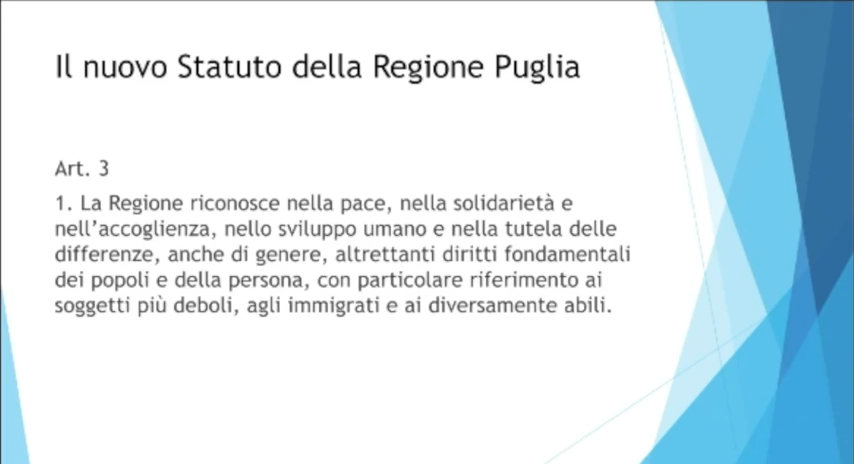 Il nuovo Statuto della Regione Puglia
Art. 3
1. La Regione riconosce nella pace, nella solidarietà e
nell’accoglienza, nello sviluppo umano e nella tutela delle
differenze, anche di genere, altrettanti diritti fondamentali
dei popoli e della persona, con particolare riferimento ai
soggetti più deboli, agli immigrati e ai diversamente abili.